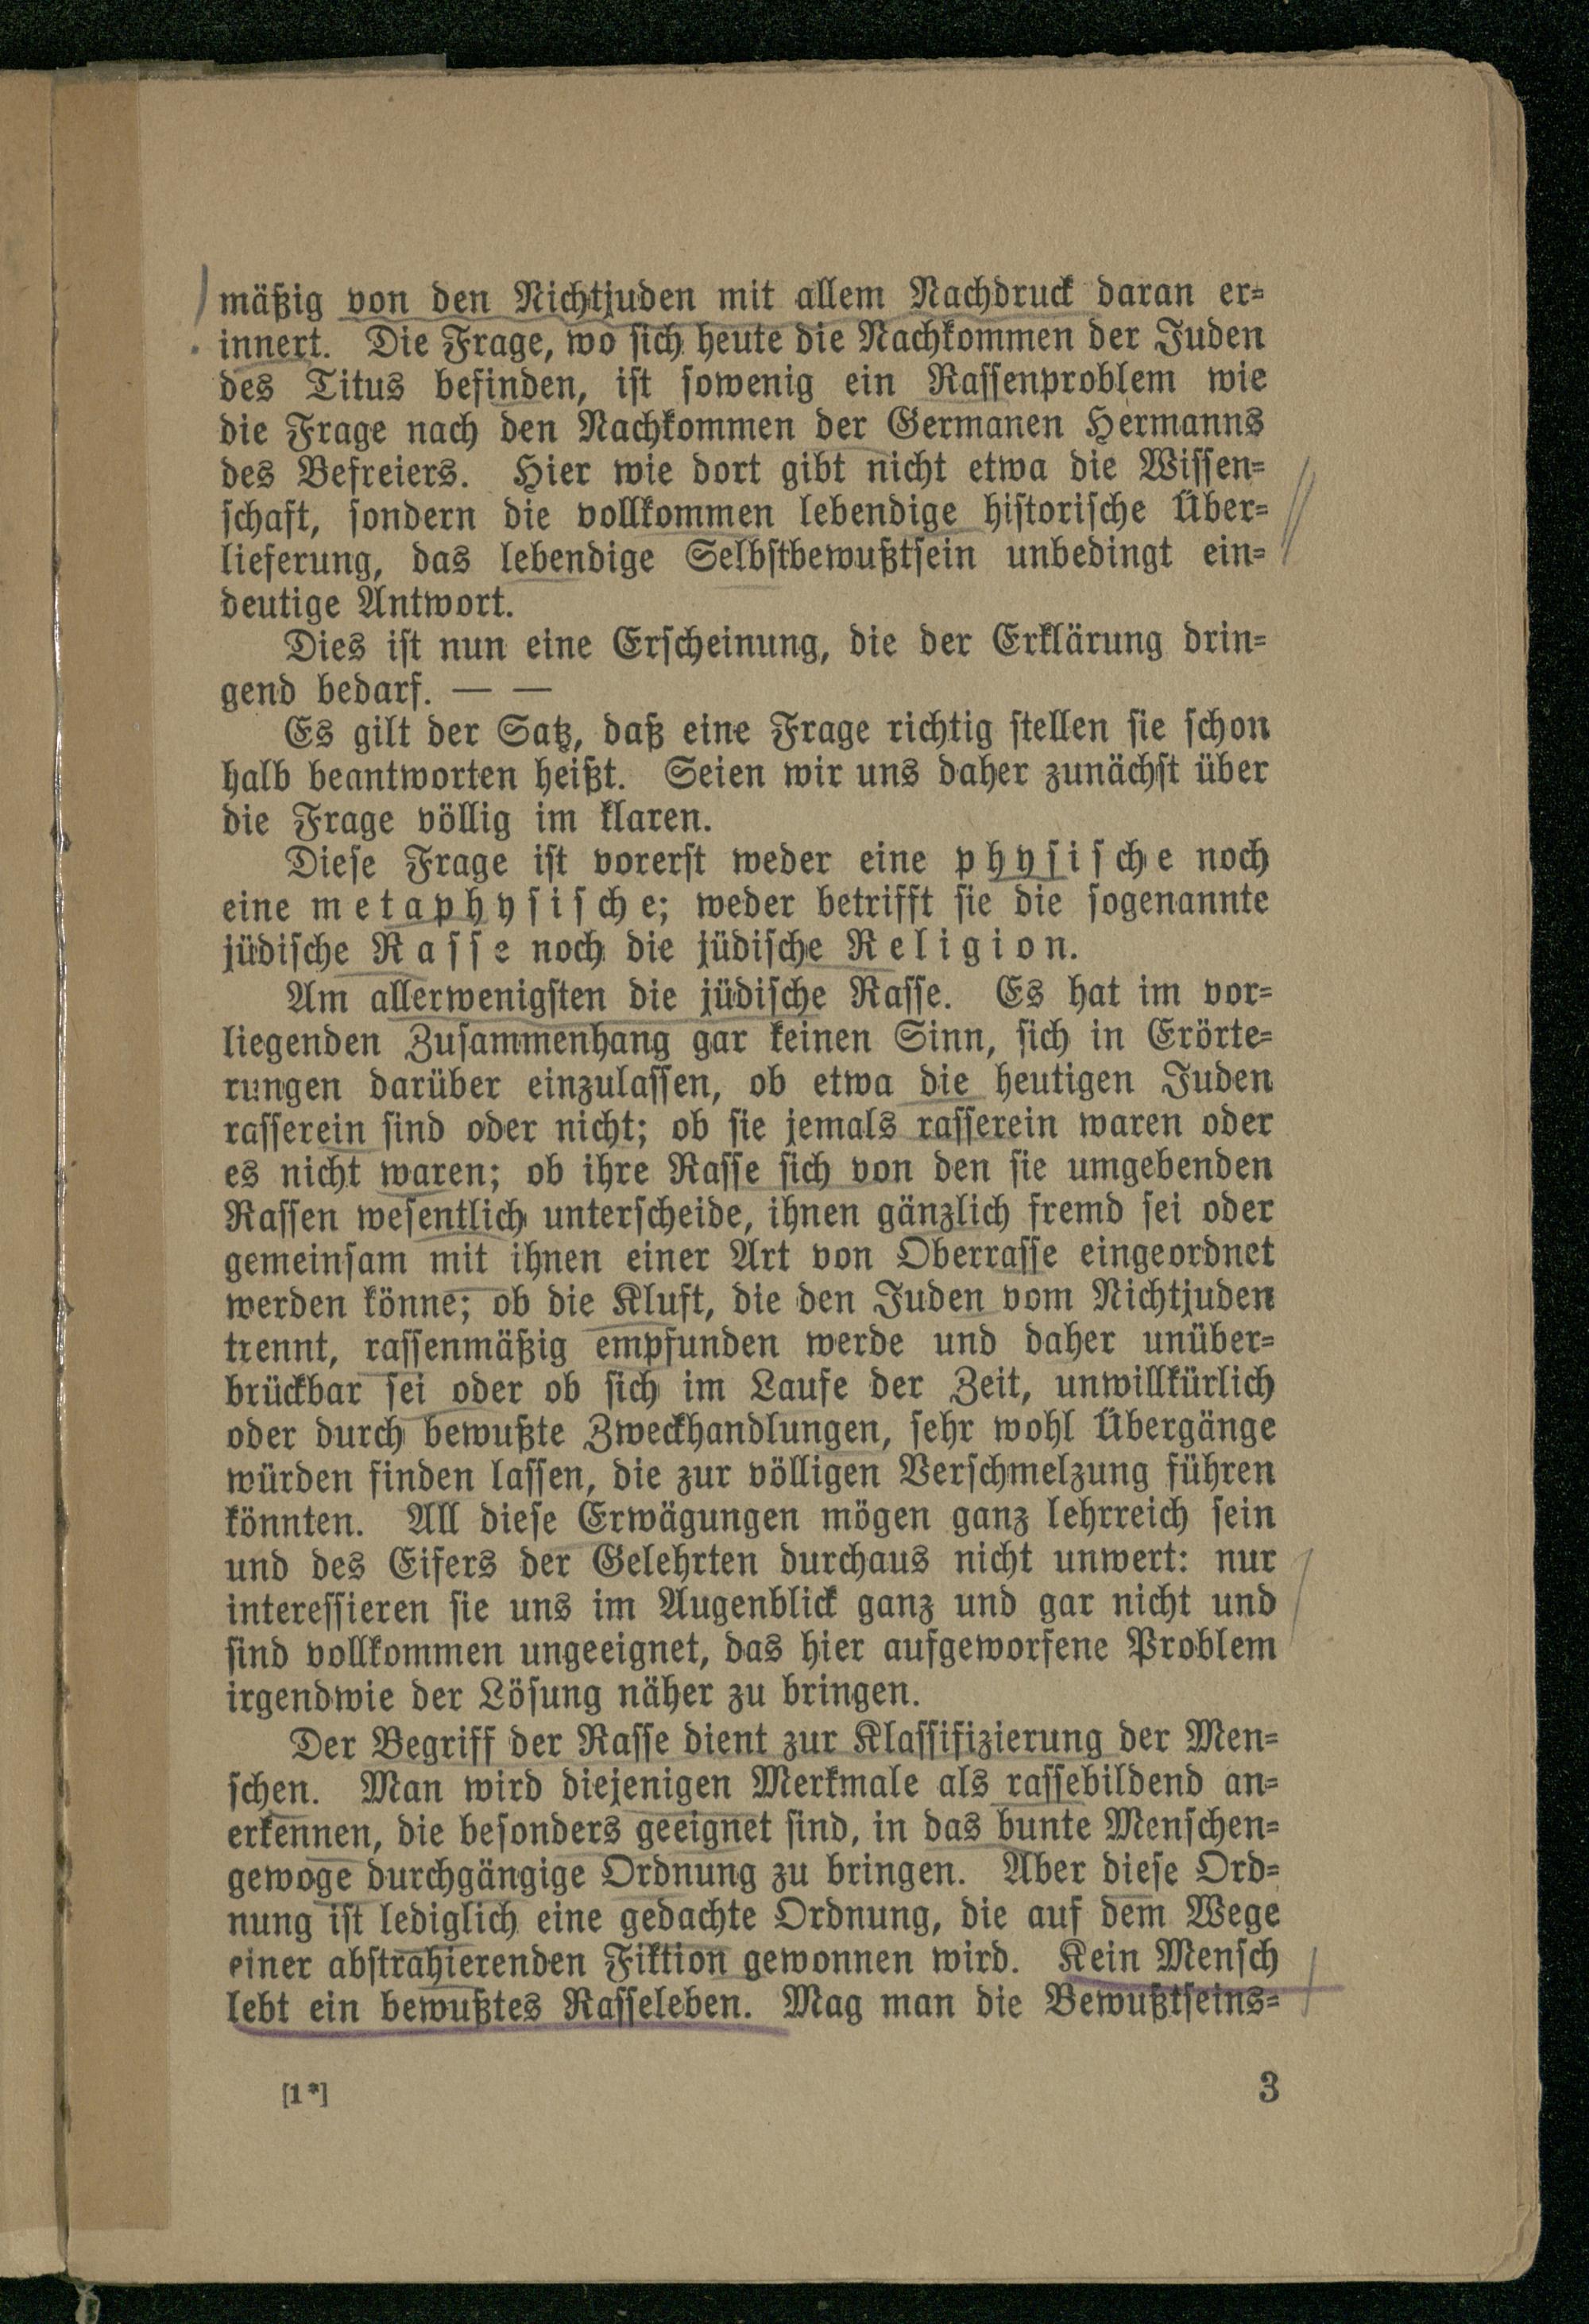 mäßig von den Nichtjuden mit allem Nachdruck daran er-
innert. Die Frage, wo sich heute die Nachkommen der Juden
des Titus befinden, ist sowenig ein Rassenproblem wie
die Frage nach den Nachkommen der Germanen Hermanns
des Befreiers. Hier wie dort gibt nicht etwa die Wissen-
schaft, sondern die vollkommen lebendige historische Über-
lieferung, das lebendige Selbstbewußtsein unbedingt ein-
deutige Antwort.
Dies ist nun eine Erscheinung, die der Erklärung drin-
gend bedarf. — —
Es gilt der Satz, daß eine Frage richtig stellen sie schon
halb beantworten heißt. Seien wir uns daher zunächst über
die Frage völlig im klaren.
Diese Frage ist vorerst weder eine physische noch
eine metaphysische; weder betrifft sie die sogenannte
jüdische Rasse noch die jüdische Religion.
Am allerwenigsten die jüdische Rasse. Es hat im vor-
liegenden Zusammenhang gar keinen Sinn, sich in Erörte-
rungen darüber einzulassen, ob etwa die heutigen Juden
rasserein sind oder nicht; ob sie jemals rasserein waren oder
es nicht waren; ob ihre Rasse sich von den sie umgebenden
Rassen wesentlich unterscheide, ihnen gänzlich fremd sei oder
gemeinsam mit ihnen einer Art von Oberrasse eingeordnet
werden könne; ob die Kluft, die den Juden vom Nichtjuden
trennt, rassenmäßig empfunden werde und daher unüber-
brückbar sei oder ob sich im Laufe der Zeit, unwillkürlich
oder durch bewußte Zweckhandlungen, sehr wohl Übergänge
würden finden lassen, die zur völligen Verschmelzung führen
könnten. All diese Erwägungen mögen ganz lehrreich sein
und des Eifers der Gelehrten durchaus nicht unwert: nur
interessieren sie uns im Augenblick ganz und gar nicht und
sind vollkommen ungeeignet, das hier aufgeworfene Problem
irgendwie der Lösung näher zu bringen.
Der Begriff der Rasse dient zur Klassifizierung der Men-
schen. Man wird diejenigen Merkmale als rassebildend an-
erkennen, die besonders geeignet sind, in das bunte Menschen-
gewoge durchgängige Ordnung zu bringen. Aber diese Ord-
nung ist lediglich eine gedachte Ordnung, die auf dem Wege
einer abstrahierenden Fiktion gewonnen wird. Kein Mensch
lebt ein bewußtes Rasseleben. Mag man die Bewußtseins-
[1*] 3